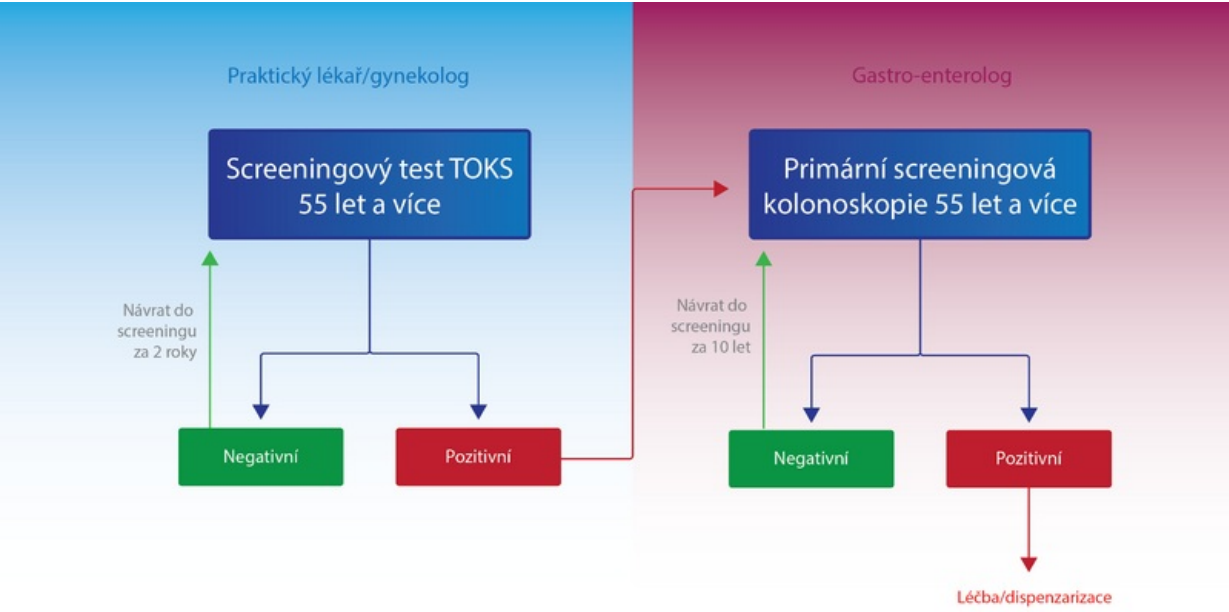 Praktický lékař/gynekolog
Screeningový test TOKS
55 let a více
Návrat do
screeningu
za 2 roky
Negativní
Pozitivní
Gastro-enterolog
Primární screeningová
kolonoskopie 55 let a více
Návrat do
screeningu
za 10 let
Negativní
Pozitivní
Léčba/dispenzarizace